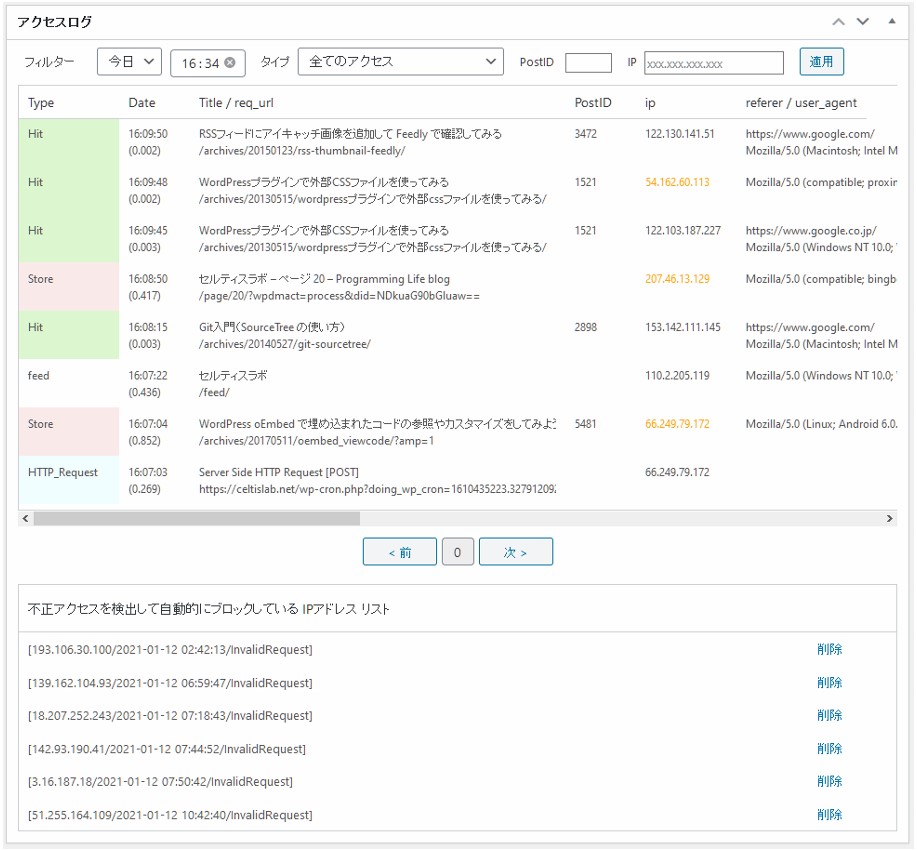 アクセスログ
フィルター 今日 16:34 タイプ 全てのアクセス PostID IP xxx.xxx.xxx.xxx 適用
Type Date Title / req_url PostID ip referer / user_agent
Hit 16:09:50 RSSフィードにアイキャッチ画像を追加して Feedly で確認してみる 3472 122.130.141.51 https://www.google.com/
(0.002) /archives/20150123/rss-thumbnail-feedly/ Mozilla/5.0 (Macintosh; Intel M
Hit 16:09:48 WordPressプラグインで外部CSSファイルを使ってみる 1521 54.162.60.113 Mozilla/5.0 (compatible; proxin
(0.002) /archives/20130515/wordpressプラグインで外部cssファイルを使ってみる/
Hit 16:09:45 WordPressプラグインで外部CSSファイルを使ってみる 1521 122.103.187.227 https://www.google.co.jp/
(0.003) /archives/20130515/wordpressプラグインで外部cssファイルを使ってみる/ Mozilla/5.0 (Windows NT 10.0;
Store 16:08:50 セルティスラボ – ページ 20 – Programming Life blog 207.46.13.129 Mozilla/5.0 (compatible; bingb
(0.417) /page/20/?wpdmact=process&did=NDkuaG90bGluaw==
Hit 16:08:15 Git入門（SourceTree の使い方） 2898 153.142.111.145 https://www.google.com/
(0.003) /archives/20140527/git-sourcetree/ Mozilla/5.0 (Macintosh; Intel M
feed 16:07:22 セルティスラボ 110.2.205.119 Mozilla/5.0 (Windows NT 10.0;
(0.436) /feed/
Store 16:07:04 WordPress oEmbed で埋め込まれたコードの参照やカスタマイズをしてみよう 5481 66.249.79.172 Mozilla/5.0 (Linux; Android 6.0.
(0.852) /archives/20170511/oembed_viewcode/?amp=1
HTTP_Request 16:07:03 Server Side HTTP Request [POST] 66.249.79.172
(0.269) https://celtislab.net/wp-cron.php?doing_wp_cron=1610435223.32791209
< 前 0 次 >
不正アクセスを検出して自動的にブロックしている IPアドレス リスト
[193.106.30.100/2021-01-12 02:42:13/InvalidRequest] 削除
[139.162.104.93/2021-01-12 06:59:47/InvalidRequest] 削除
[18.207.252.243/2021-01-12 07:18:43/InvalidRequest] 削除
[142.93.190.41/2021-01-12 07:44:52/InvalidRequest] 削除
[3.16.187.18/2021-01-12 07:50:42/InvalidRequest] 削除
[51.255.164.109/2021-01-12 10:42:40/InvalidRequest] 削除